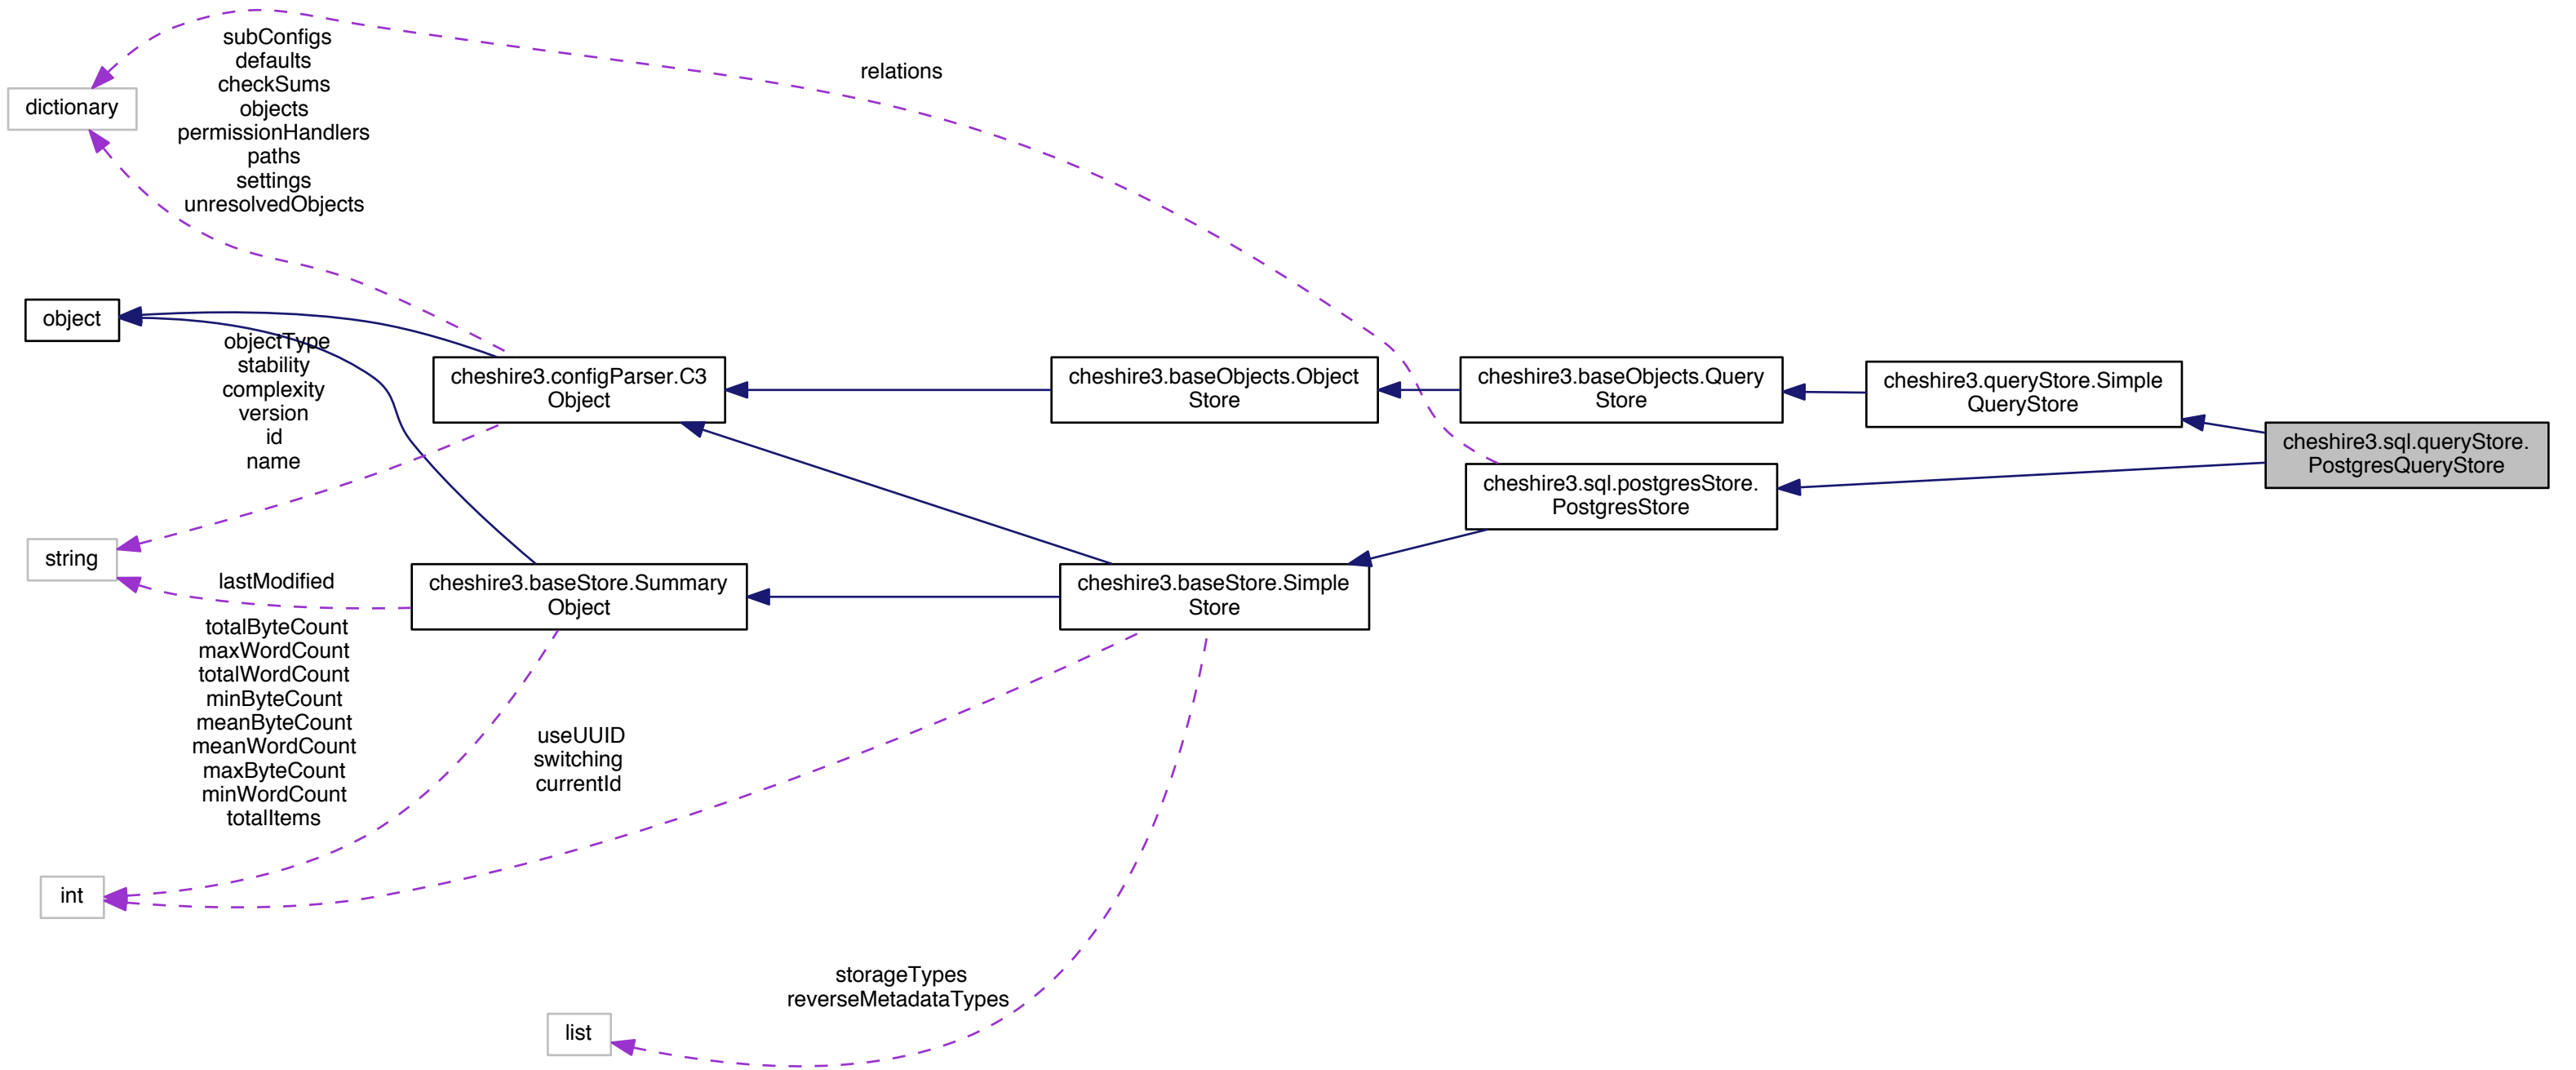 subConfigs
defaults
checkSums
objects
permissionHandlers
paths
settings
unresolvedObjects
relations
dictionary
object
objectType
stability
complexity
version
id
name
cheshire3.configParser.C3
Object
cheshire3.baseObjects.Object
Store
cheshire3.baseObjects.Query
Store
cheshire3.queryStore.Simple
QueryStore
cheshire3.sql.queryStore.
PostgresQueryStore
cheshire3.sql.postgresStore.
PostgresStore
string
lastModified
cheshire3.baseStore.Summary
Object
cheshire3.baseStore.Simple
Store
totalByteCount
maxWordCount
totalWordCount
minByteCount
meanByteCount
meanWordCount
maxByteCount
minWordCount
totalItems
useUUID
switching
currentId
int
storageTypes
reverseMetadataTypes
list